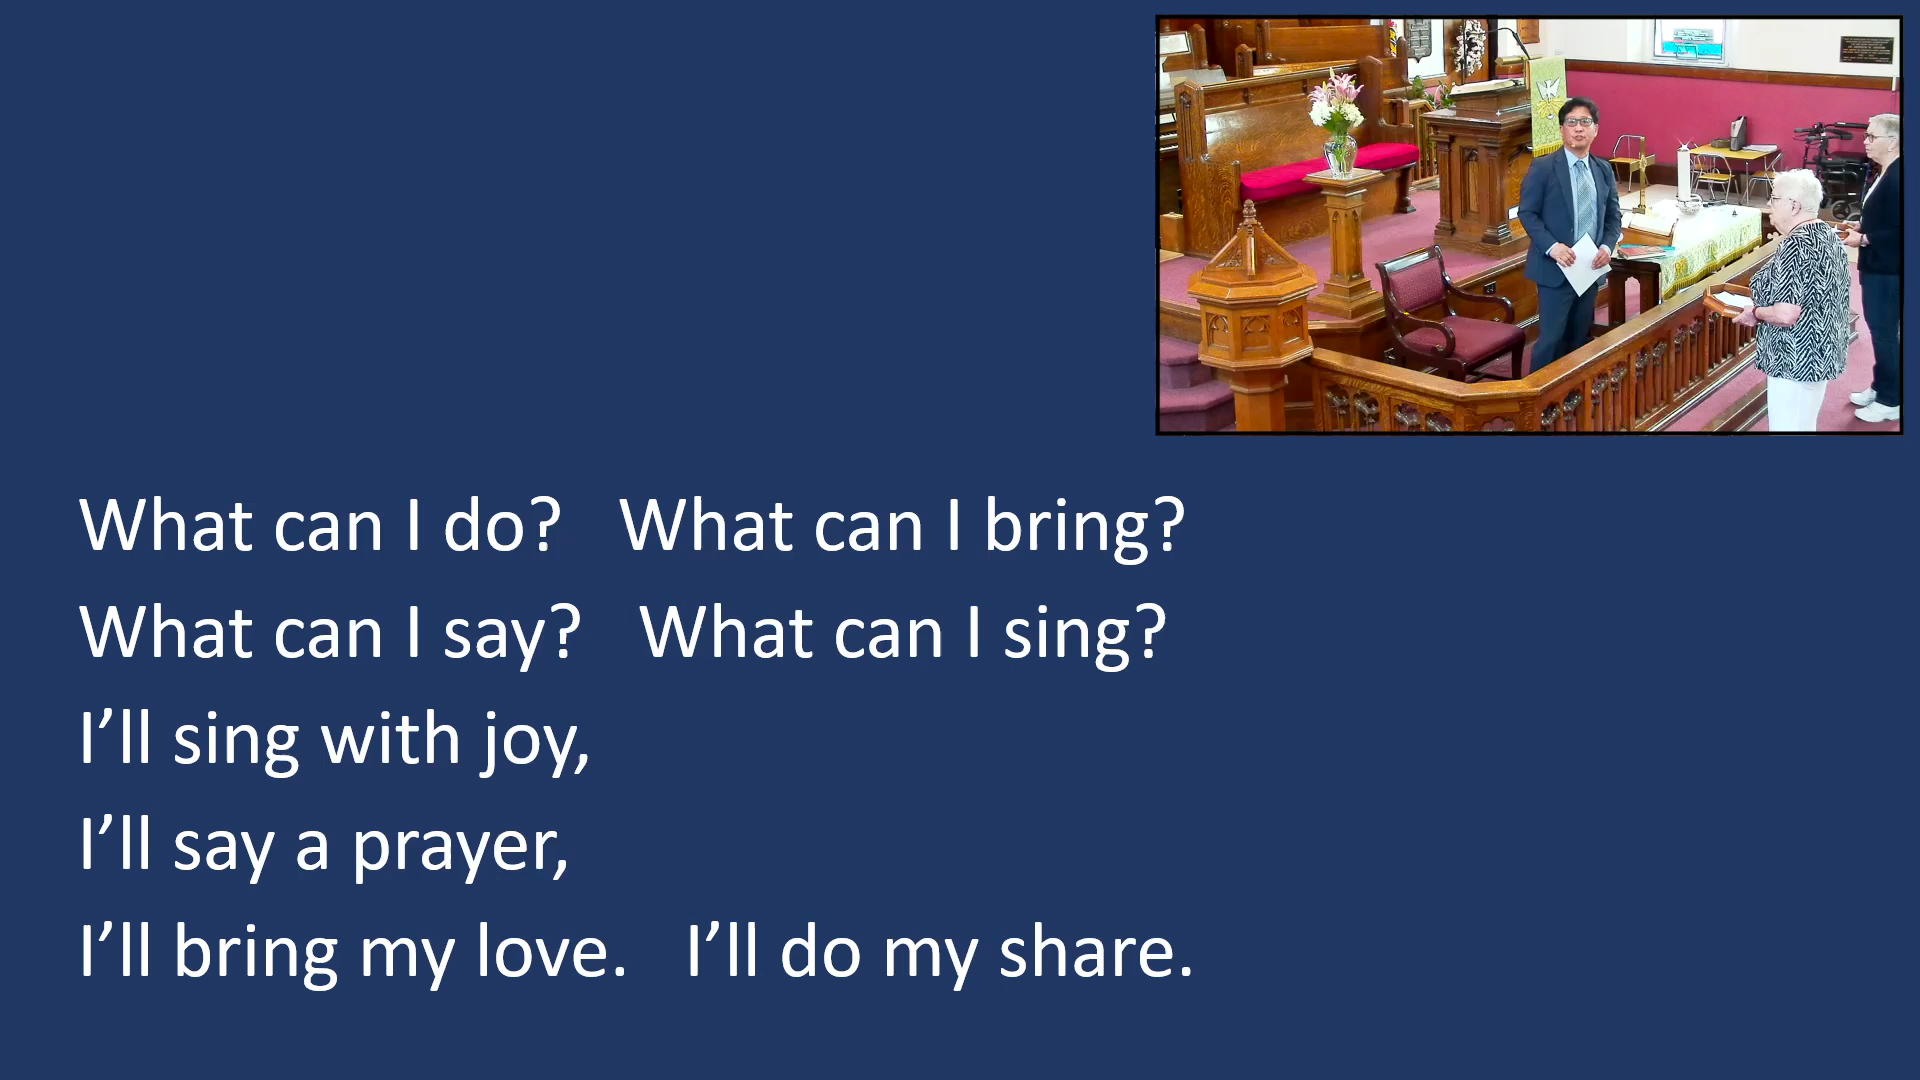 What can I do? What can I bring?
What can I say? What can I sing?
I’ll sing with joy,
I’ll say a prayer,
I’ll bring my love. I’ll do my share.